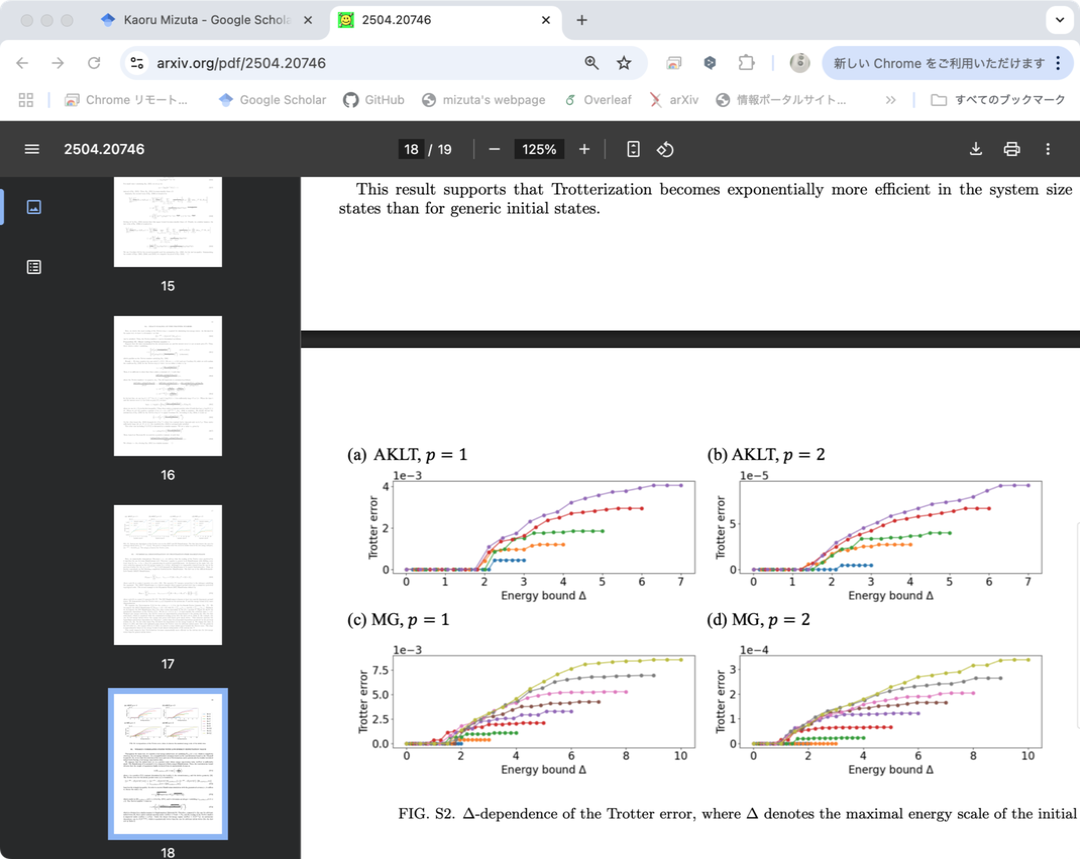 Kaoru Mizuta - Google Schola
2504.20746
arxiv.org/pdf/2504.20746
新しい Chrome をご利用いただけます
Chrome リモート...
Google Scholar
GitHub
mizuta's webpage
Overleaf
arXiv
情報ポータルサイト...
すべてのブックマーク
2504.20746
18 / 19
125%
15
16
17
18
This result supports that Trotterization becomes exponentially more efficient in the system size
states than for generic initial states.
(a) AKLT, p = 1
1e−3
Trotter error
4
2
0
0 1 2 3 4 5 6 7
Energy bound Δ
(b) AKLT, p = 2
1e−5
Trotter error
5
0
0 1 2 3 4 5 6 7
Energy bound Δ
(c) MG, p = 1
1e−3
Trotter error
7.5
5.0
2.5
0.0
0 2 4 6 8 10
Energy bound Δ
(d) MG, p = 2
1e−4
Trotter error
3
2
1
0
0 2 4 6 8 10
Energy bound Δ
FIG. S2. Δ-dependence of the Trotter error, where Δ denotes the maximal energy scale of the initial